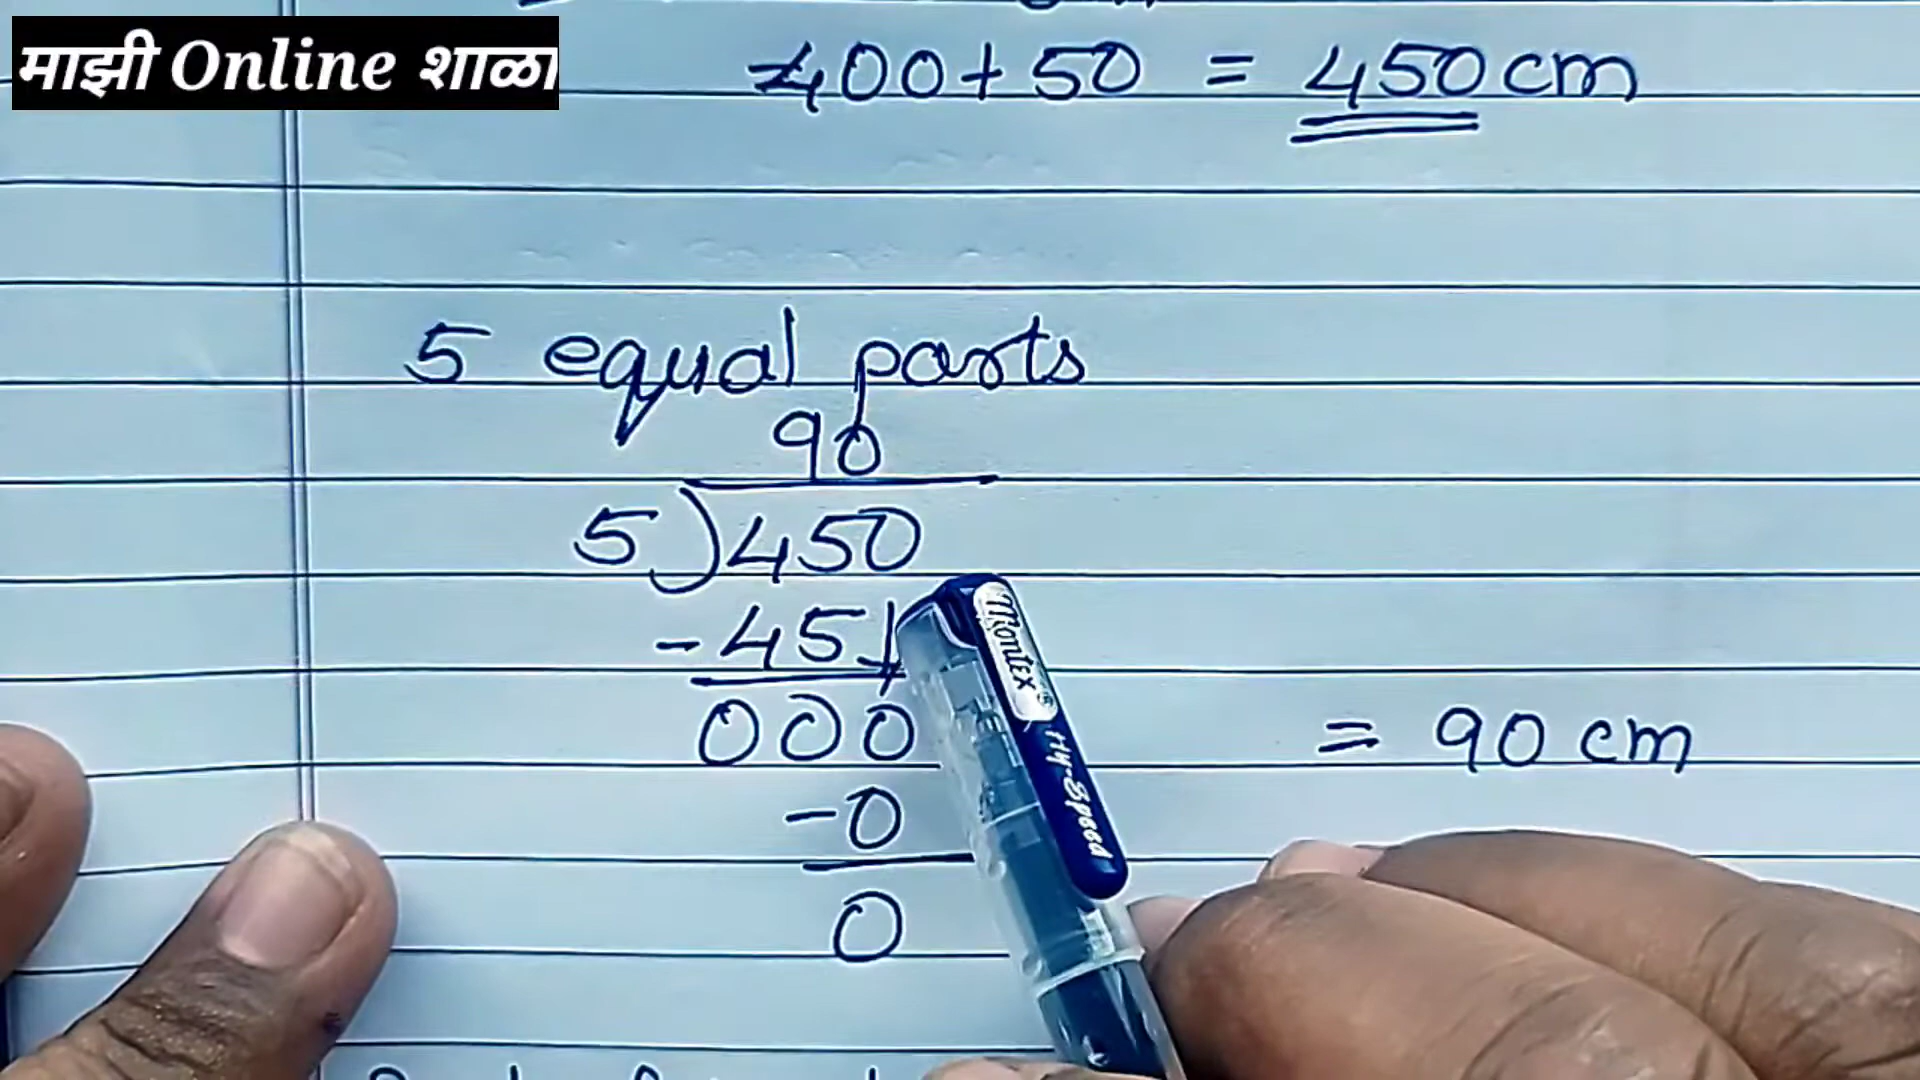 माझी Online शाळा
400+50 = 450 cm
5 equal parts
90
5)450
-45↓
000
= 90 cm
-0
0
Montex
Hy-Speed